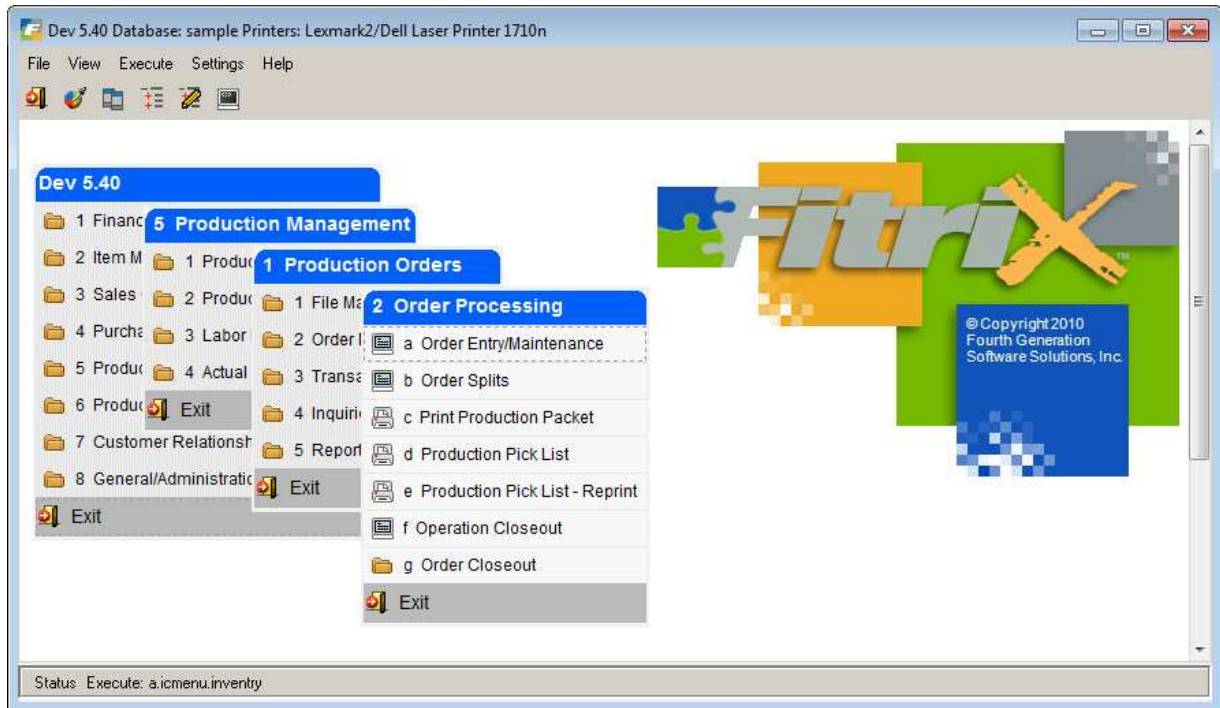 Dev 5.40 Database: sample Printers: Lexmark2/Dell Laser Printer 1710n
File View Execute Settings Help
Dev 5.40
1 Financ
2 Item M
3 Sales
4 Purcha
5 Produc
6 Produc
7 Customer Relationsh
8 General/Administratio
Exit
5 Production Management
1 Produc
2 Produc
3 Labor
4 Actual
Exit
1 Production Orders
1 File Ma
2 Order
3 Transa
4 Inquiri
5 Report
Exit
2 Order Processing
a Order Entry/Maintenance
b Order Splits
c Print Production Packet
d Production Pick List
e Production Pick List - Reprint
f Operation Closeout
g Order Closeout
Exit
FitriX TM
© Copyright 2010
Fourth Generation
Software Solutions, Inc.
Status Execute: a.icmenu.inventry